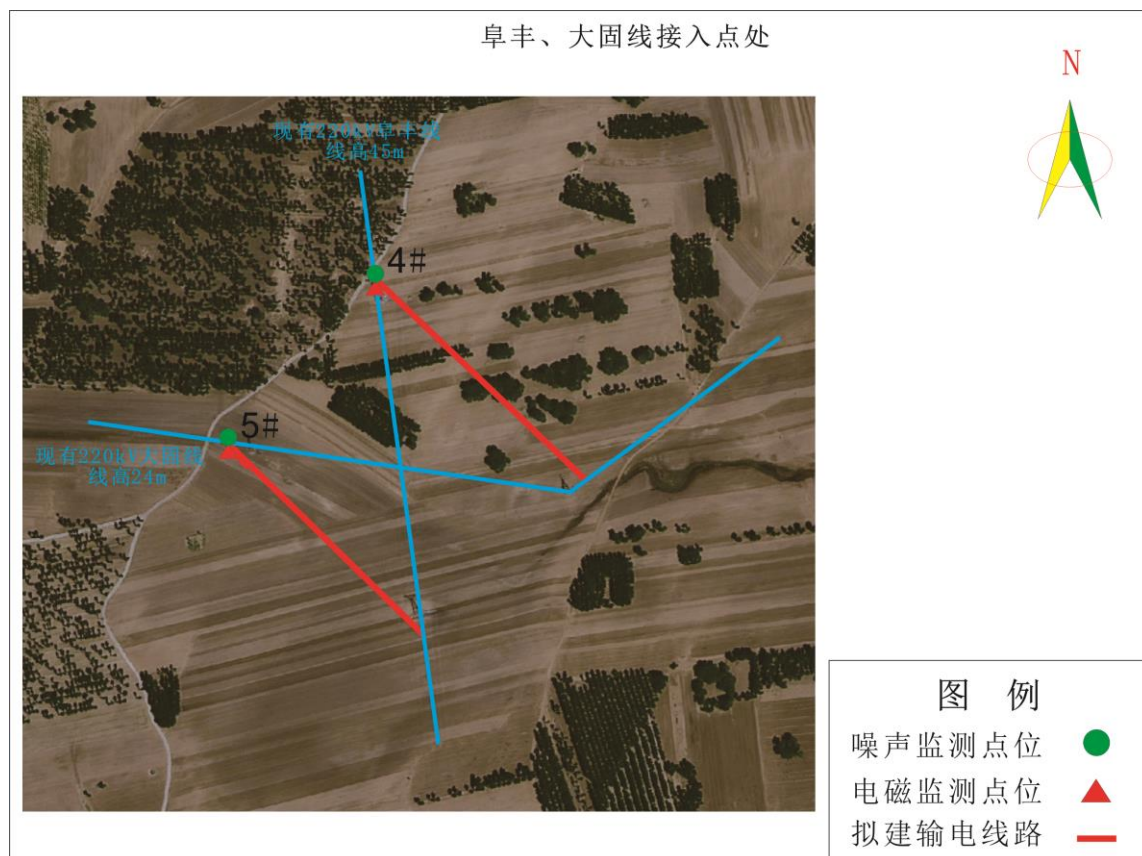 阜丰、大固线接入点处
N
现有220kV阜丰线
线高45m
4#
5#
现有220kV大固线
线高24m
图 例
噪声监测点位
电磁监测点位
拟建输电线路